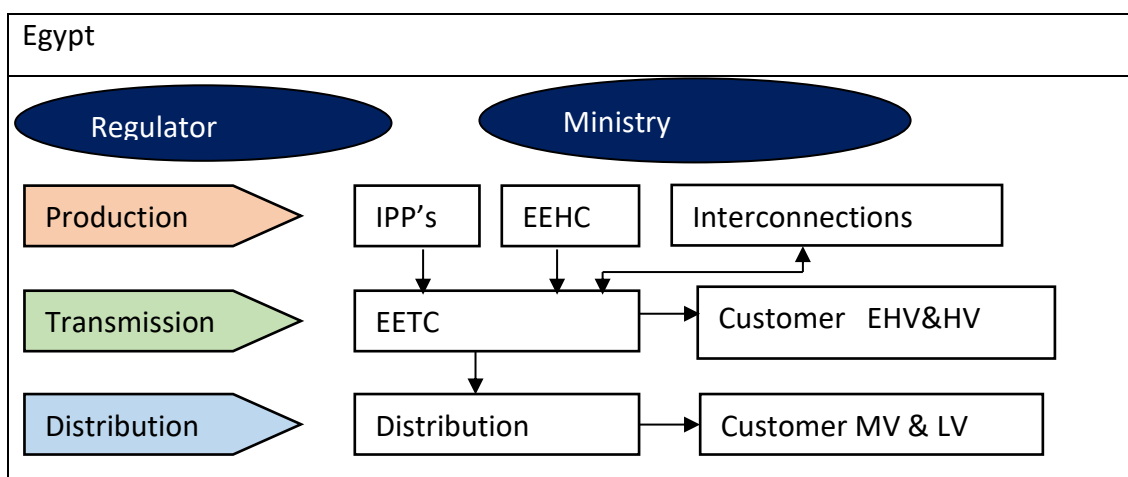 Egypt
Regulator
Ministry
Production
IPP’s
EEHC
Interconnections
Transmission
EETC
Customer EHV&HV
Distribution
Distribution
Customer MV & LV